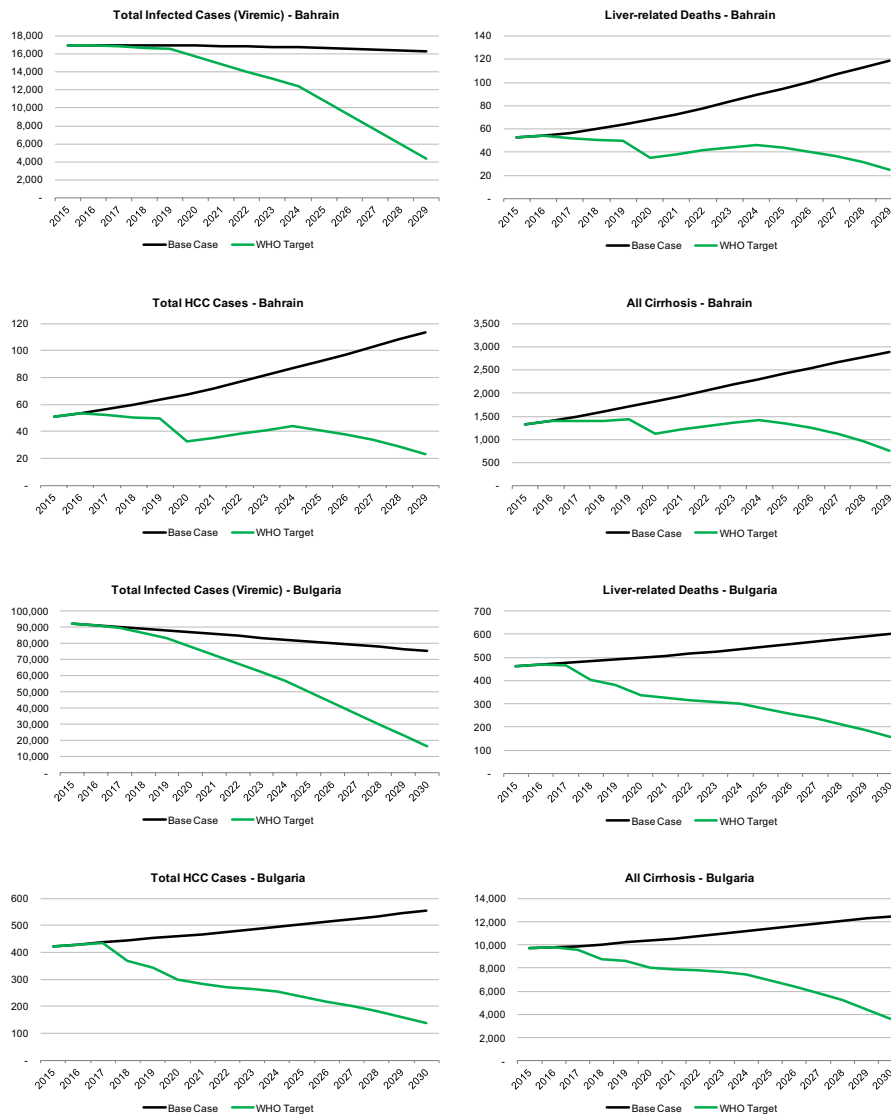 Total Infected Cases (Viremic) - Bahrain
18,000
16,000
14,000
12,000
10,000
8,000
6,000
4,000
2,000
-
2015 2016 2017 2018 2019 2020 2021 2022 2023 2024 2025 2026 2027 2028 2029
Base Case WHO Target
Liver-related Deaths - Bahrain
140
120
100
80
60
40
20
-
2015 2016 2017 2018 2019 2020 2021 2022 2023 2024 2025 2026 2027 2028 2029
Base Case WHO Target
Total HCC Cases - Bahrain
120
100
80
60
40
20
-
2015 2016 2017 2018 2019 2020 2021 2022 2023 2024 2025 2026 2027 2028 2029
Base Case WHO Target
All Cirrhosis - Bahrain
3,500
3,000
2,500
2,000
1,500
1,000
500
-
2015 2016 2017 2018 2019 2020 2021 2022 2023 2024 2025 2026 2027 2028 2029
Base Case WHO Target
Total Infected Cases (Viremic) - Bulgaria
100,000
90,000
80,000
70,000
60,000
50,000
40,000
30,000
20,000
10,000
-
2015 2016 2017 2018 2019 2020 2021 2022 2023 2024 2025 2026 2027 2028 2029 2030
Base Case WHO Target
Liver-related Deaths - Bulgaria
700
600
500
400
300
200
100
-
2015 2016 2017 2018 2019 2020 2021 2022 2023 2024 2025 2026 2027 2028 2029 2030
Base Case WHO Target
Total HCC Cases - Bulgaria
600
500
400
300
200
100
-
2015 2016 2017 2018 2019 2020 2021 2022 2023 2024 2025 2026 2027 2028 2029 2030
Base Case WHO Target
All Cirrhosis - Bulgaria
14,000
12,000
10,000
8,000
6,000
4,000
2,000
-
2015 2016 2017 2018 2019 2020 2021 2022 2023 2024 2025 2026 2027 2028 2029 2030
Base Case WHO Target